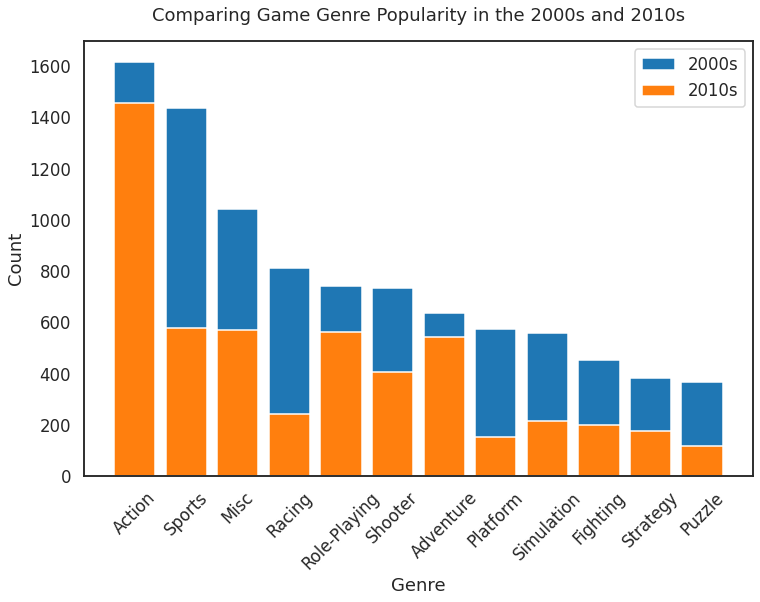 Comparing Game Genre Popularity in the 2000s and 2010s
2000s
2010s
1600
1400
1200
1000
800
600
400
200
0
Count
Action
Sports
Misc
Racing
Role-Playing
Shooter
Adventure
Platform
Simulation
Fighting
Strategy
Puzzle
Genre